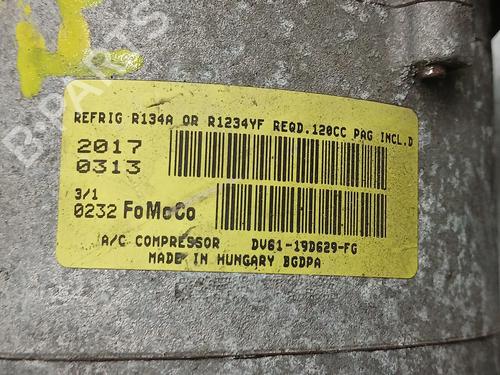 REFRIG R134A OR R1234YF REQD.120CC PAG INCL.D
2017
0313
3/1
0232 FoMoCo
A/C COMPRESSOR DV61-19D629-FG
MADE IN HUNGARY BGDPA
B-PARTS